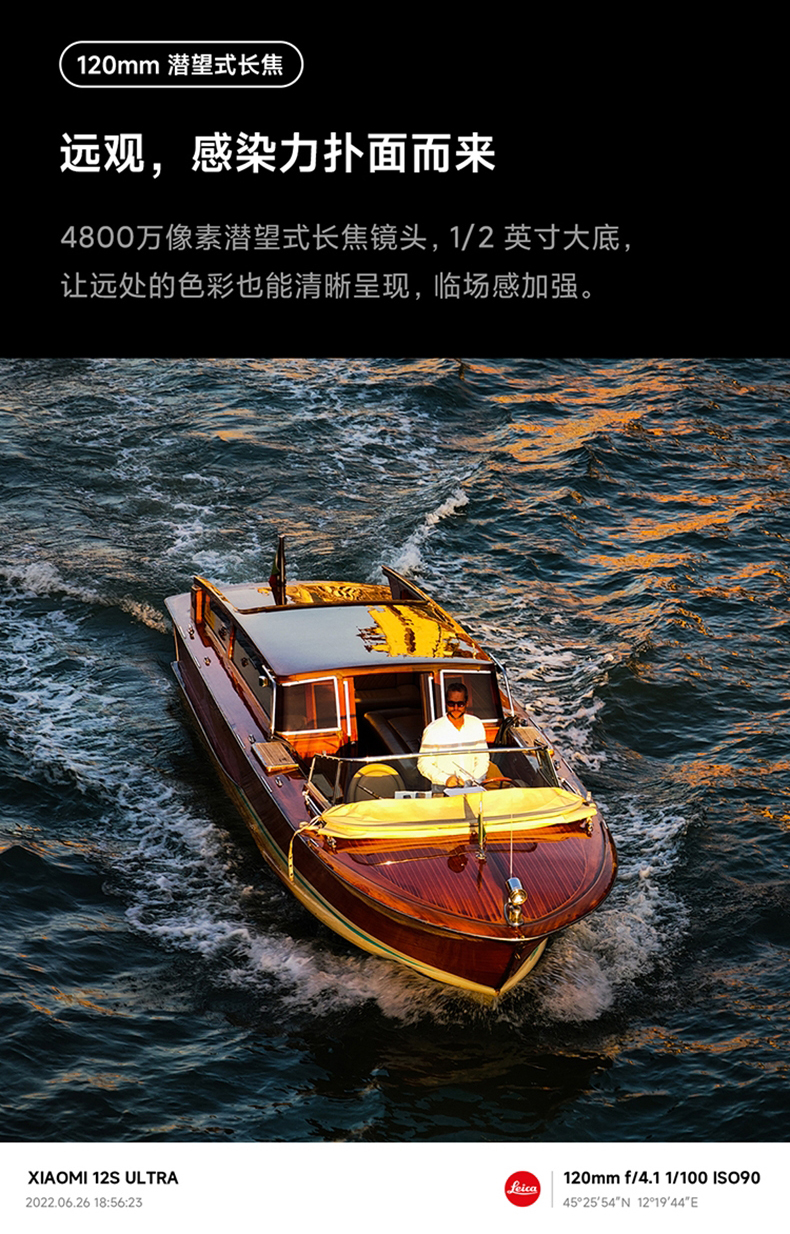 120mm 潜望式长焦
远观，感染力扑面而来
4800万像素潜望式长焦镜头，1/2 英寸大底，
让远处的色彩也能清晰呈现，临场感加强。
XIAOMI 12S ULTRA
2022.06.26 18:56:23
Leica
120mm f/4.1 1/100 ISO90
45°25'54"N 12°19'44"E